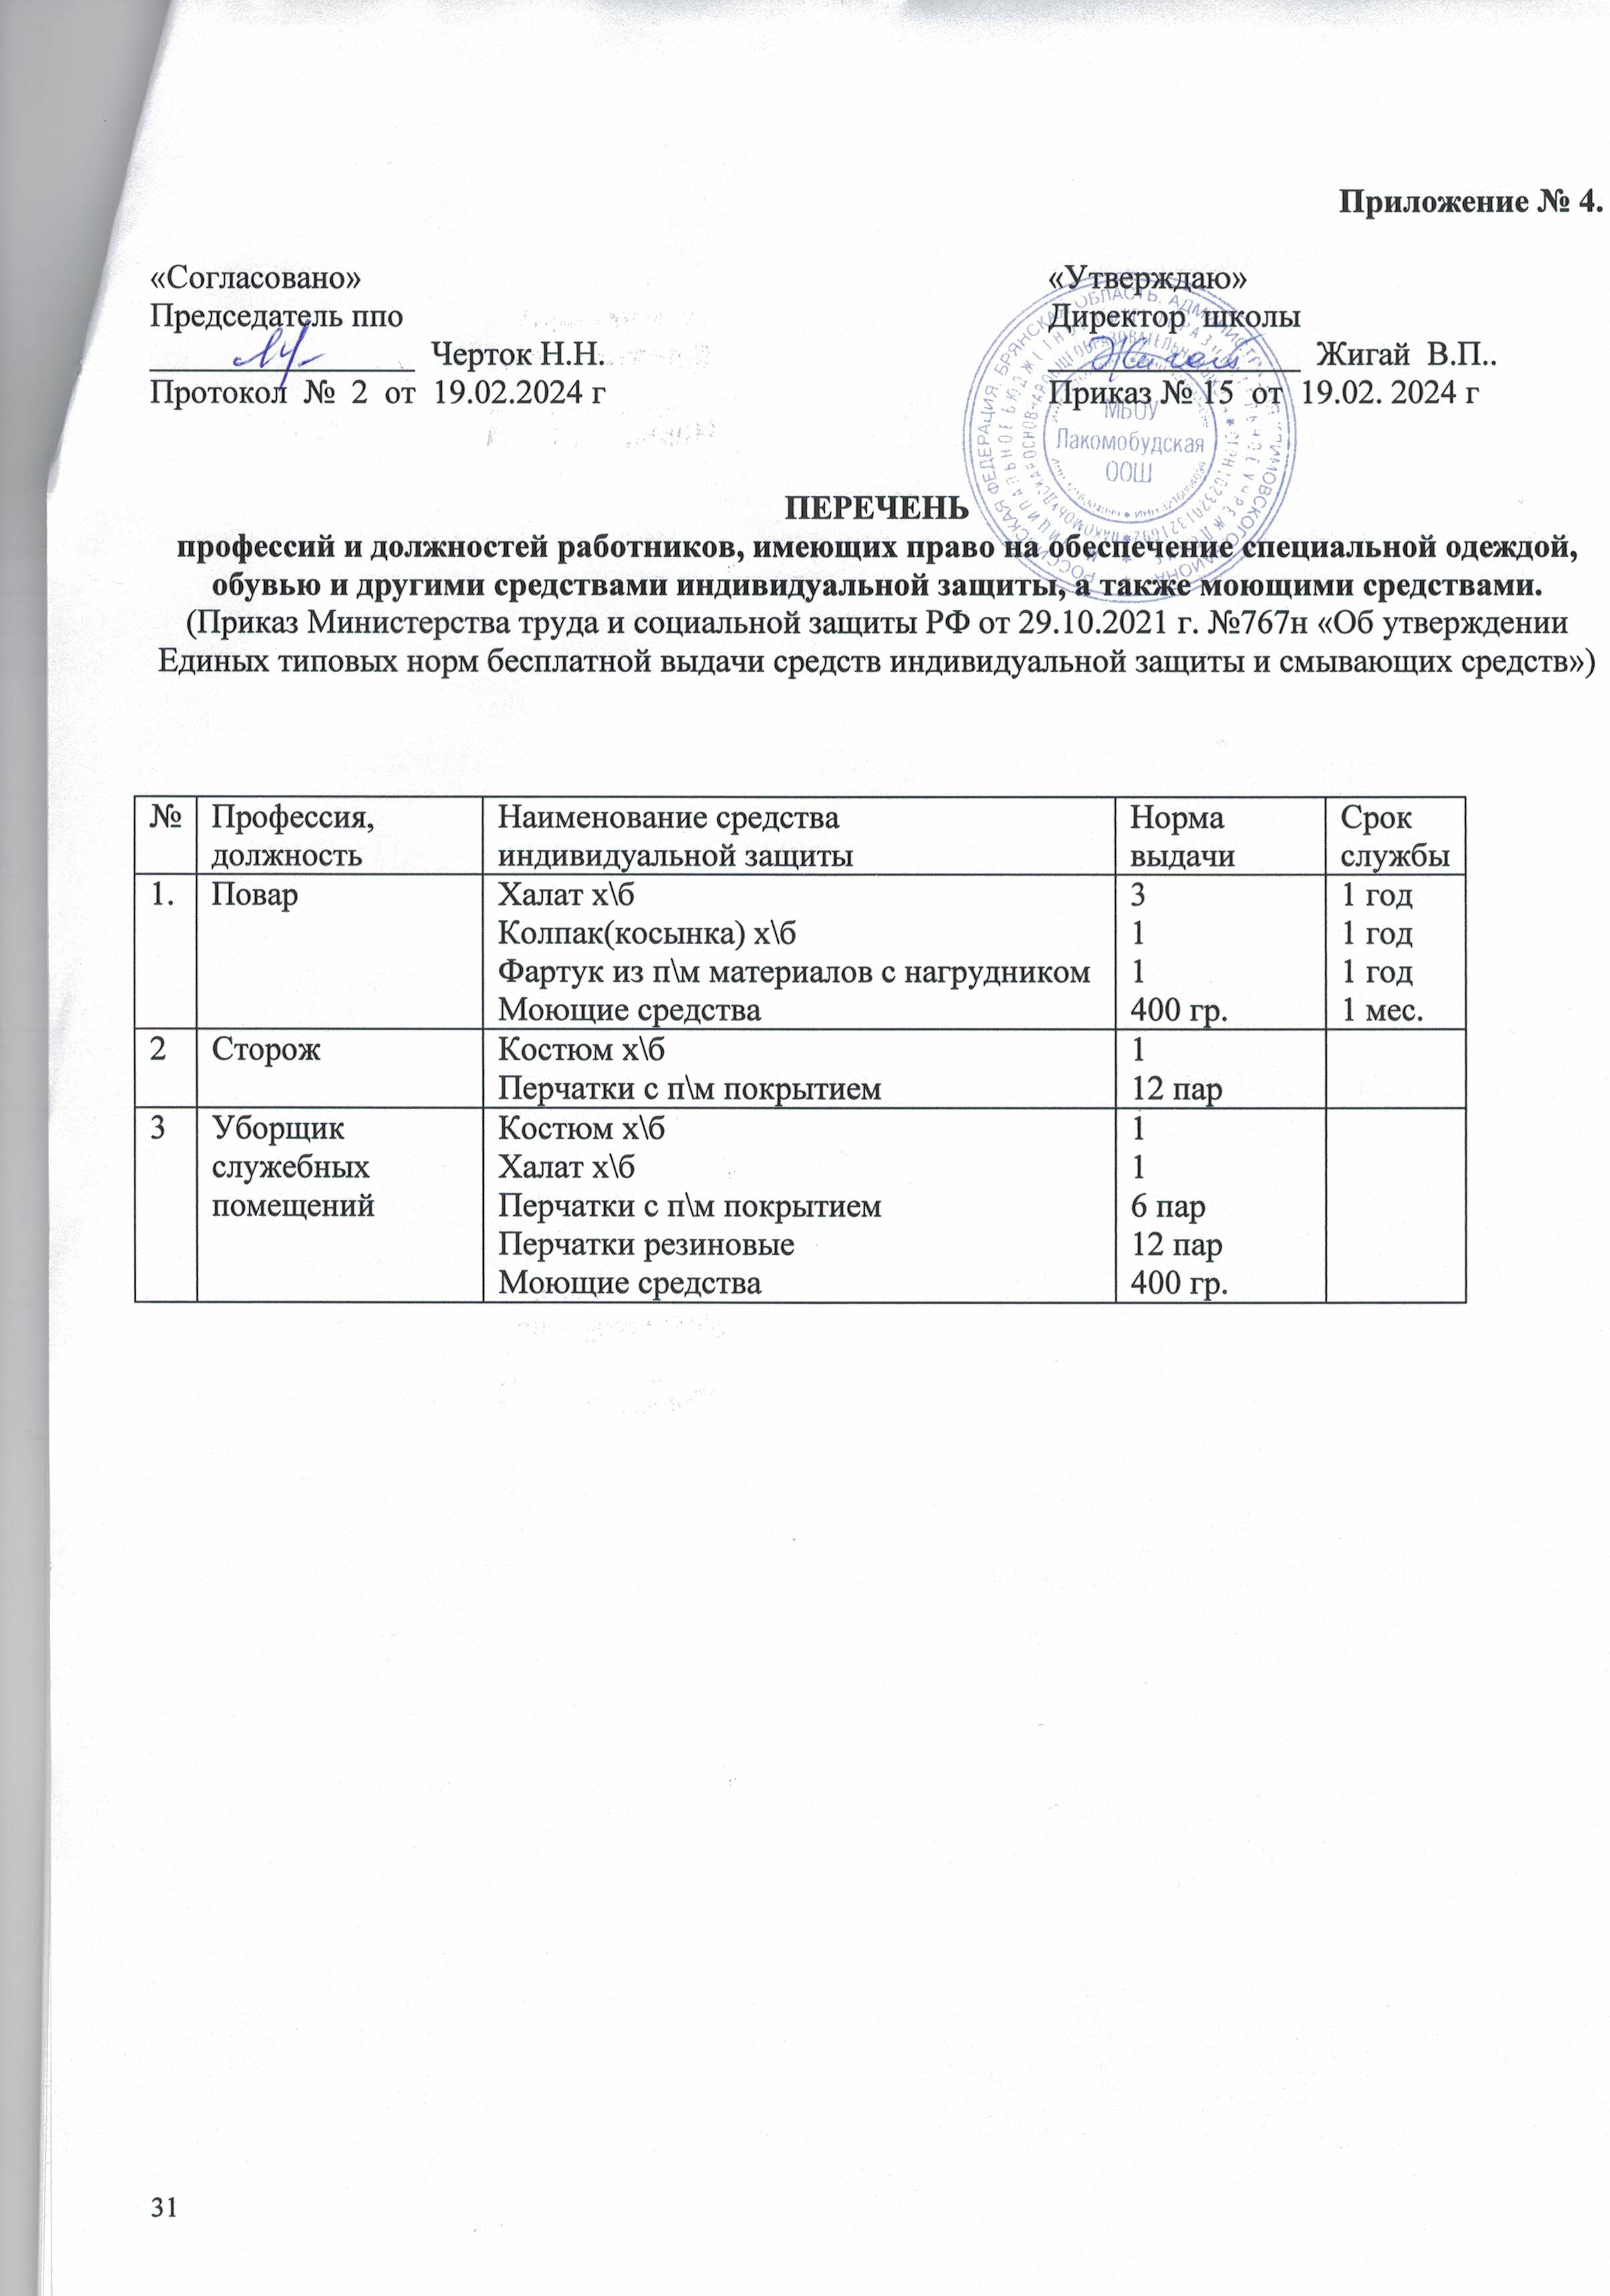 Приложение № 4.
«Согласовано»
Председатель ппо
Черток Н.Н.
Протокол № 2 от 19.02.2024 г
«Утверждаю»
Директор школы
Жигай В.П..
Приказ № 15 от 19.02. 2024 г
МБОУ
Лакомобудская
ООШ
ПЕРЕЧЕНЬ
профессий и должностей работников, имеющих право на обеспечение специальной одеждой,
обувью и другими средствами индивидуальной защиты, а также моющими средствами.
(Приказ Министерства труда и социальной защиты РФ от 29.10.2021 г. №767н «Об утверждении
Единых типовых норм бесплатной выдачи средств индивидуальной защиты и смывающих средств»)
№ Профессия, Наименование средства Норма Срок
должность индивидуальной защиты выдачи службы
1. Повар Халат х\б 3 1 год
Колпак(косынка) х\б 1 1 год
Фартук из п\м материалов с нагрудником 1 1 год
Моющие средства 400 гр. 1 мес.
2 Сторож Костюм х\б 1
Перчатки с п\м покрытием 12 пар
3 Уборщик Костюм х\б 1
служебных Халат х\б 1
помещений Перчатки с п\м покрытием 6 пар
Перчатки резиновые 12 пар
Моющие средства 400 гр.
31